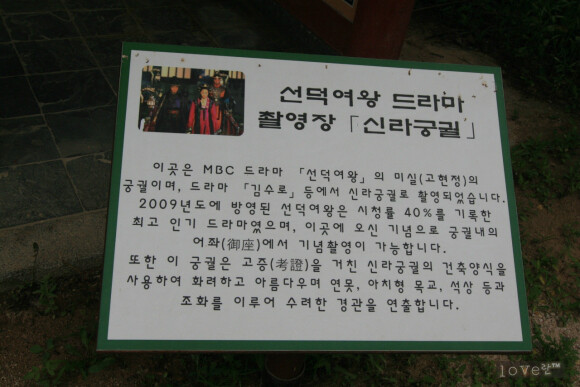 선덕여왕 드라마
촬영장 「신라궁궐」
이곳은 MBC 드라마 「선덕여왕」의 미실(고현정)의
궁궐이며, 드라마 「김수로」등에서 신라궁궐로 촬영되었습니다.
2009년도에 방영된 선덕여왕은 시청률 40%를 기록한
최고 인기 드라마였으며, 이곳에 오신 기념으로 궁궐내의
어좌(御座)에서 기념촬영이 가능합니다.
또한 이 궁궐은 고증(考證)을 거친 신라궁궐의 건축양식을
사용하여 화려하고 아름다우며 연못, 아치형 목교, 석상 등과
조화를 이루어 수려한 경관을 연출합니다.
love란™